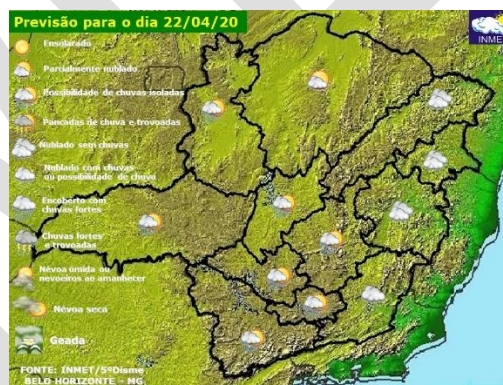 Previsão para o dia 22/04/20
INMET
Ensolarado
Parcialmente nublado
Possibilidade de chuvas isoladas
Pancadas de chuva e trovoadas
Nublado sem chuvas
Nublado com chuvas
ou possibilidade de chuva
Encoberto com
chuvas fortes
Chuvas fortes
e trovoadas
Névoa úmida ou
nevoeiros ao amanhecer
Névoa seca
Geada
FONTE: INMET/5ºDisme
BELO HORIZONTE - MG